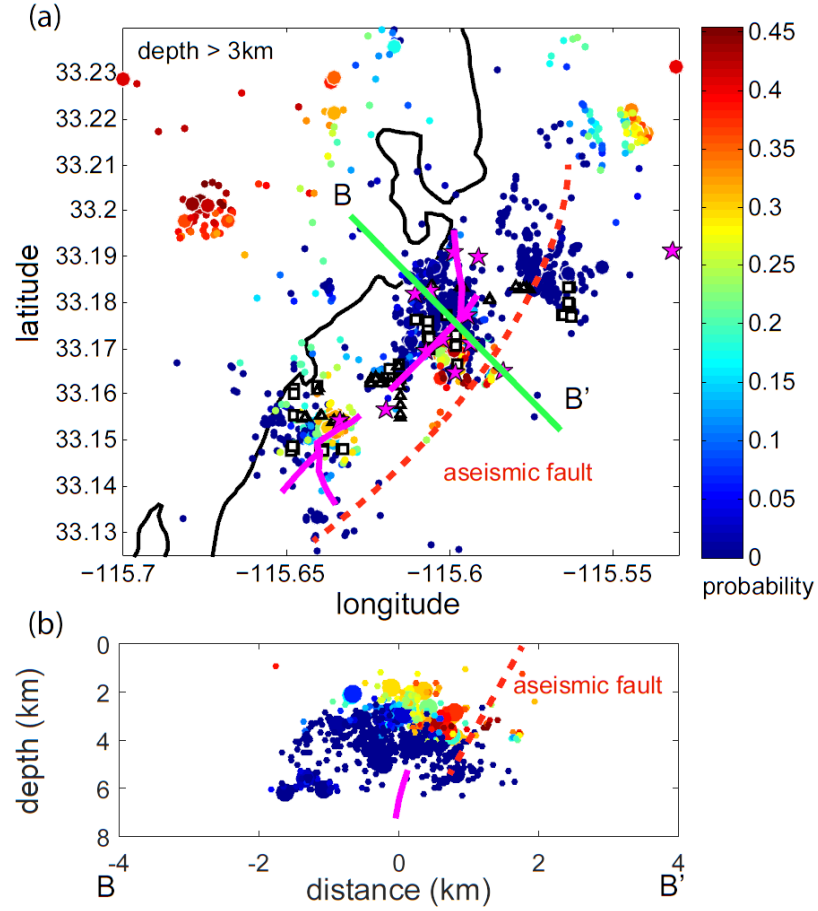 (a)
depth > 3km
33.23
33.22
33.21
33.2
33.19
33.18
33.17
33.16
33.15
33.14
33.13
latitude
B
B'
aseismic fault
−115.7
−115.65
−115.6
−115.55
longitude
0.45
0.4
0.35
0.3
0.25
0.2
0.15
0.1
0.05
0
probability
(b)
0
2
4
6
8
depth (km)
aseismic fault
-4
-2
0
2
4
B
distance (km)
B'